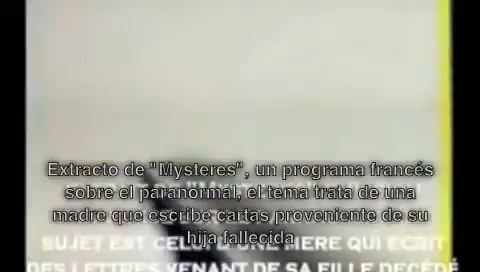 Extracto de "Mysteres", un programa francés
sobre el paranormal, el tema trata de una
madre que escribe cartas proveniente de su
hija fallecida
SUJET EST CELUI D'UNE MERE QUI ECRIT
DES LETTRES VENANT DE SA FILLE DECÉDÉ